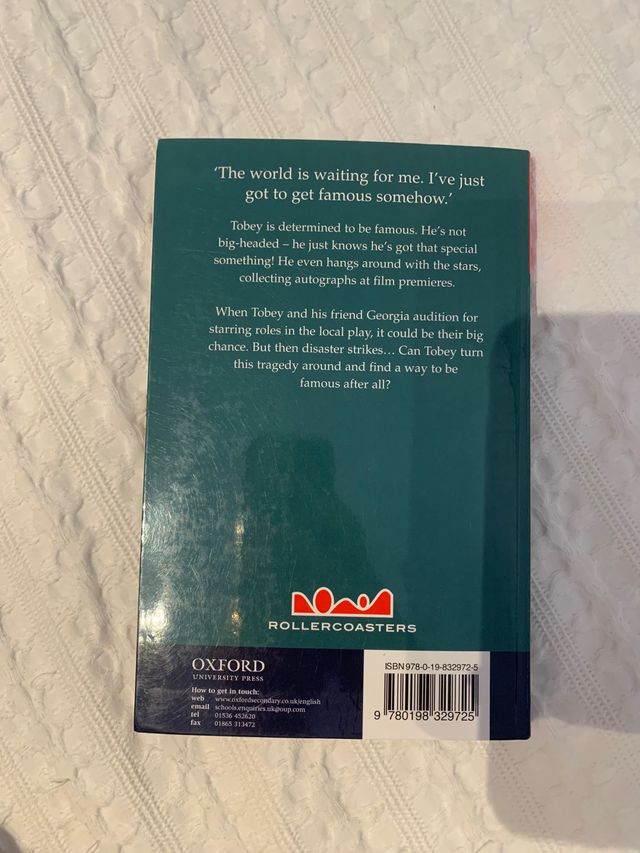 ‘The world is waiting for me. I’ve just
got to get famous somehow.’
Tobey is determined to be famous. He’s not
big-headed – he just knows he’s got that special
something! He even hangs around with the stars,
collecting autographs at film premieres.
When Tobey and his friend Georgia audition for
starring roles in the local play, it could be their big
chance. But then disaster strikes… Can Tobey turn
this tragedy around and find a way to be
famous after all?
ROLLERCOASTERS
OXFORD
UNIVERSITY PRESS
How to get in touch:
web www.oxfordsecondary.co.uk/english
email schools.enquiries.uk@oup.com
tel 01536 452620
fax 01865 313472
ISBN 978-0-19-832972-5
9 780198 329725